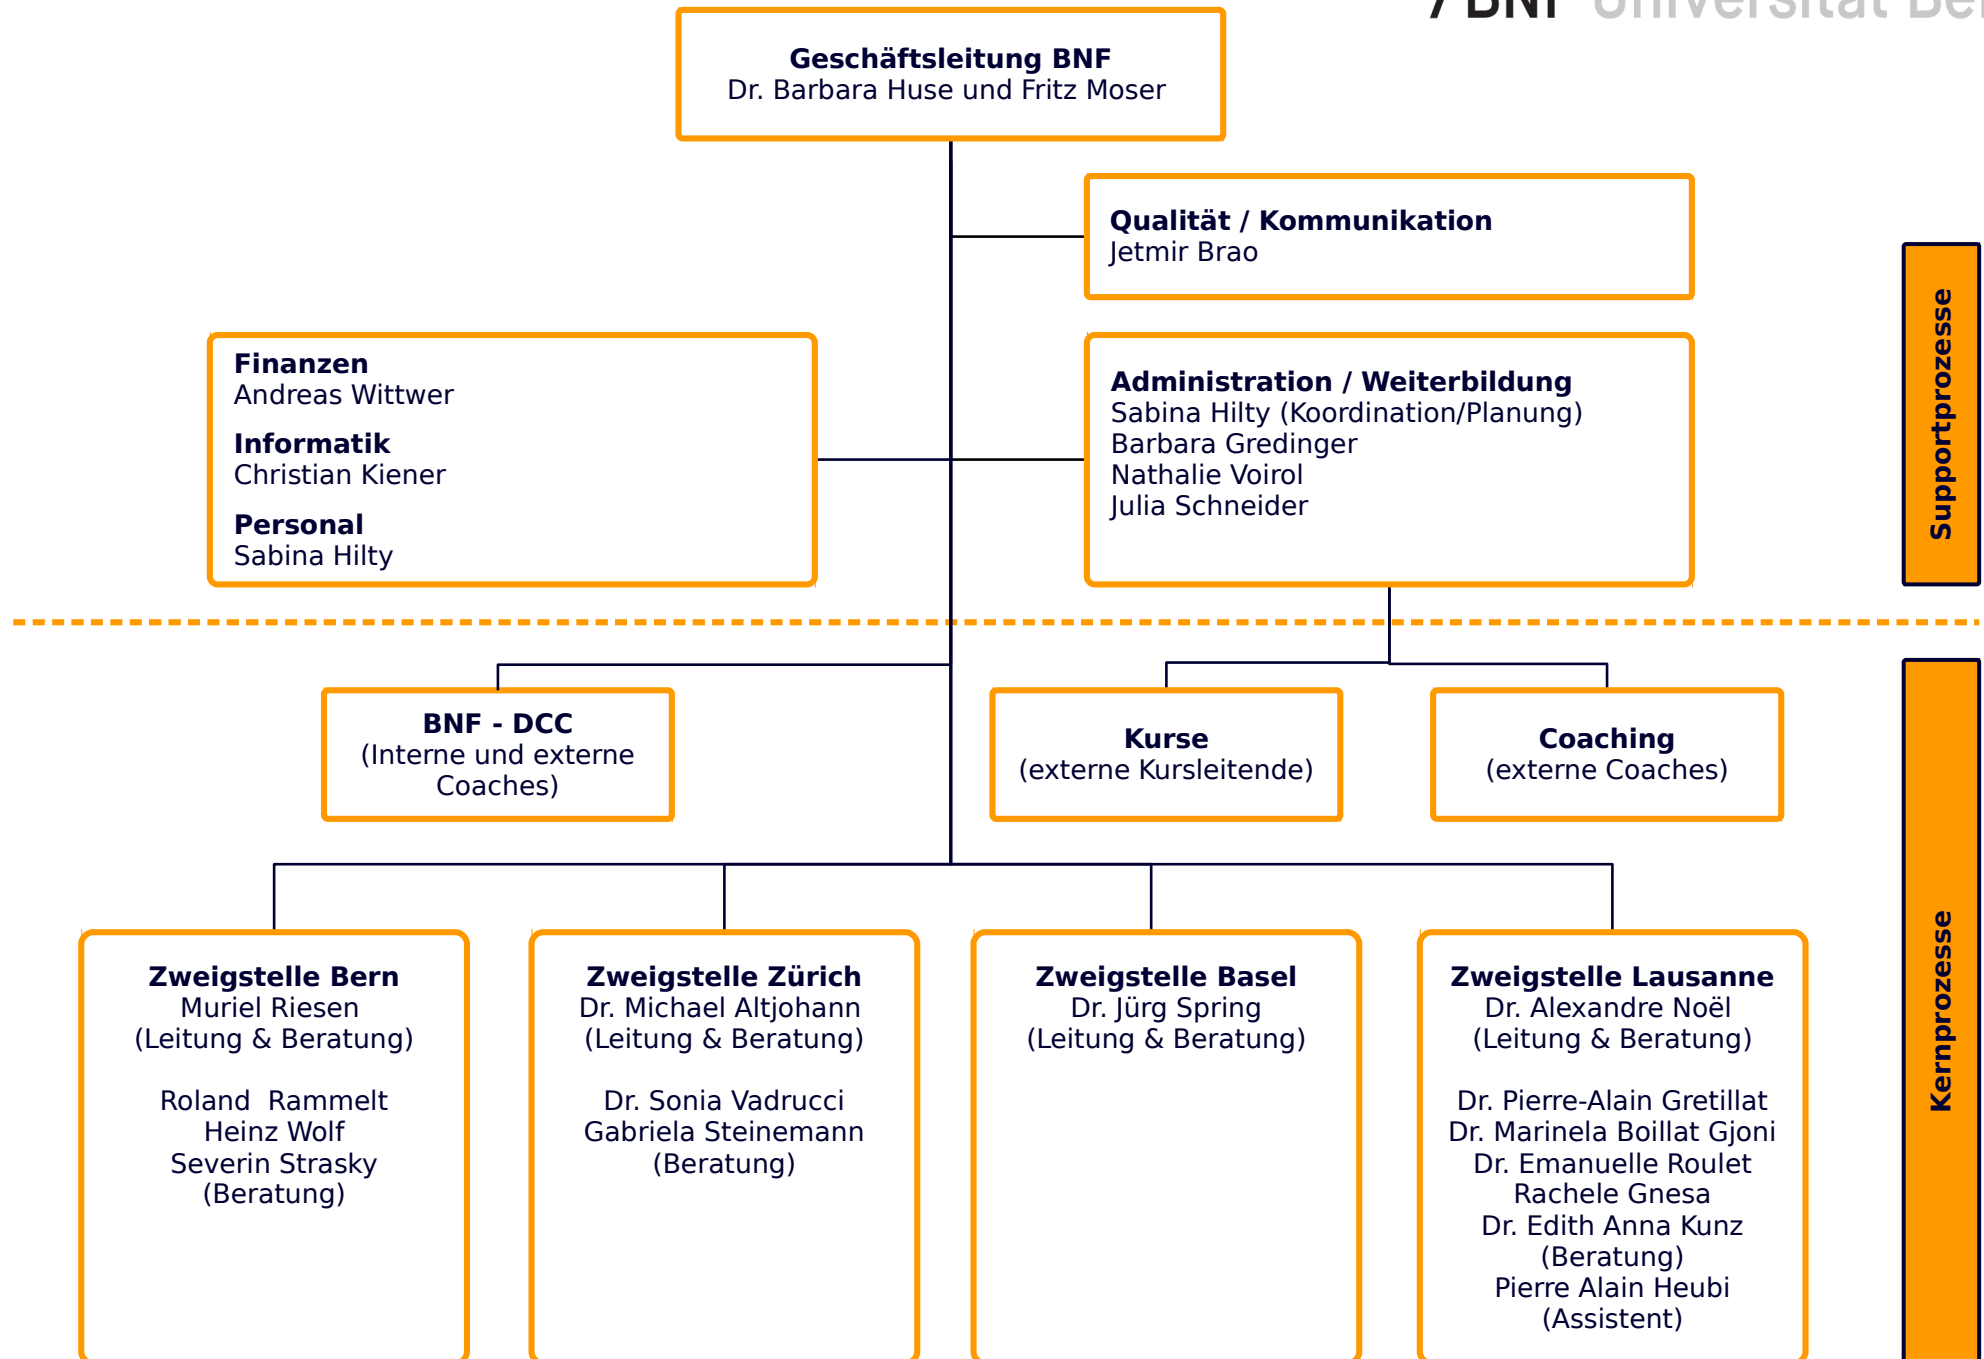 BNF Universität
Geschäftsleitung BNF
Dr. Barbara Huse und Fritz Moser
Qualität / Kommunikation
Jetmir Brao
Finanzen
Andreas Wittwer
Informatik
Christian Kiener
Personal
Sabina Hilty
Administration / Weiterbildung
Sabina Hilty (Koordination/Planung)
Barbara Gredinger
Nathalie Voirol
Julia Schneider
Supportprozesse
BNF - DCC
(Interne und externe
Coaches)
Kurse
(externe Kursleitende)
Coaching
(externe Coaches)
Zweigstelle Bern
Muriel Riesen
(Leitung & Beratung)
Roland  Rammelt
Heinz Wolf
Severin Strasky
(Beratung)
Zweigstelle Zürich
Dr. Michael Altjohann
(Leitung & Beratung)
Dr. Sonia Vadrucci
Gabriela Steinemann
(Beratung)
Zweigstelle Basel
Dr. Jürg Spring
(Leitung & Beratung)
Zweigstelle Lausanne
Dr. Alexandre Noël
(Leitung & Beratung)
Dr. Pierre-Alain Gretillat
Dr. Marinela Boillat Gjoni
Dr. Emanuelle Roulet
Rachele Gnesa
Dr. Edith Anna Kunz
(Beratung)
Pierre Alain Heubi
(Assistent)
Kernprozesse